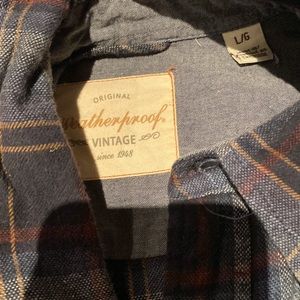 ORIGINAL
Weatherproof
VINTAGE
since 1948
L/G